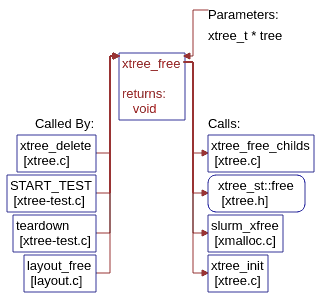 Parameters:
xtree_t * tree
xtree_free
returns:
void
Called By:
xtree_delete
[xtree.c]
START_TEST
[xtree-test.c]
teardown
[xtree-test.c]
layout_free
[layout.c]
Calls:
xtree_free_childs
[xtree.c]
xtree_st::free
[xtree.h]
slurm_xfree
[xmalloc.c]
xtree_init
[xtree.c]